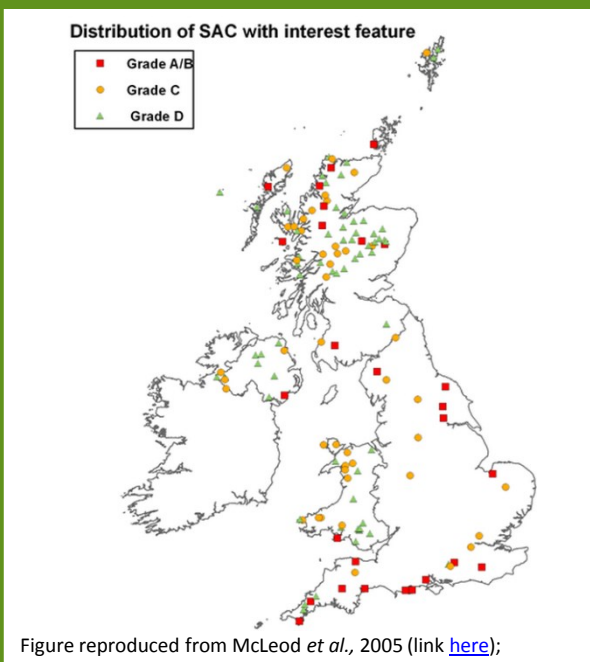 Distribution of SAC with interest feature
Grade A/B
Grade C
Grade D
Figure reproduced from McLeod et al., 2005 (link here);